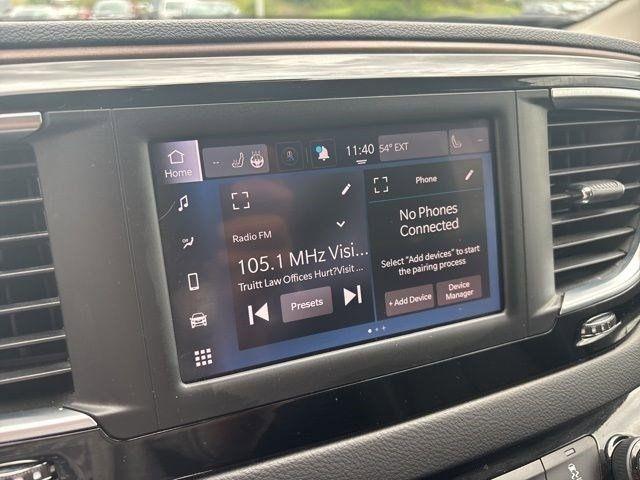 Home
--
11:40
54° EXT
--
Radio FM
105.1 MHz Visi...
Truitt Law Offices Hurt?Visit ...
Presets
Phone
No Phones
Connected
Select "Add devices" to start
the pairing process
+ Add Device
Device
Manager